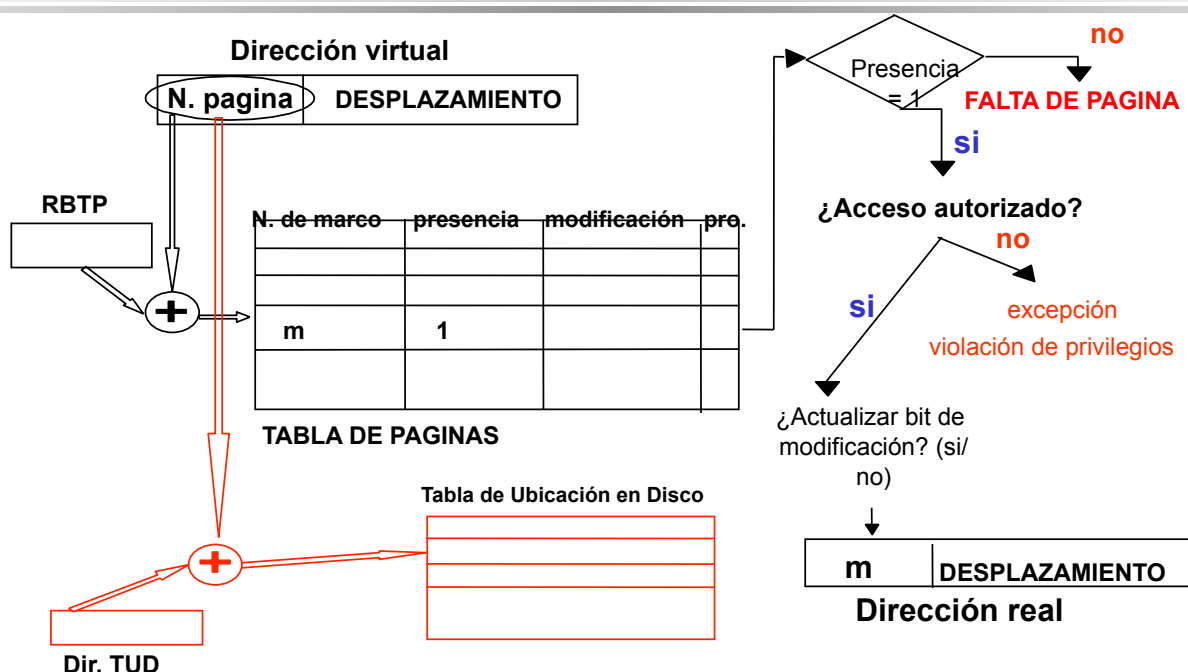 Dirección virtual
N. pagina DESPLAZAMIENTO
RBTP
+
N. de marco presencia modificación pro.
m 1
TABLA DE PAGINAS
Tabla de Ubicación en Disco
+
Dir. TUD
Presencia
= 1
no
FALTA DE PAGINA
si
¿Acceso autorizado?
no
si
excepción
violación de privilegios
¿Actualizar bit de
modificación? (si/
no)
m DESPLAZAMIENTO
Dirección real